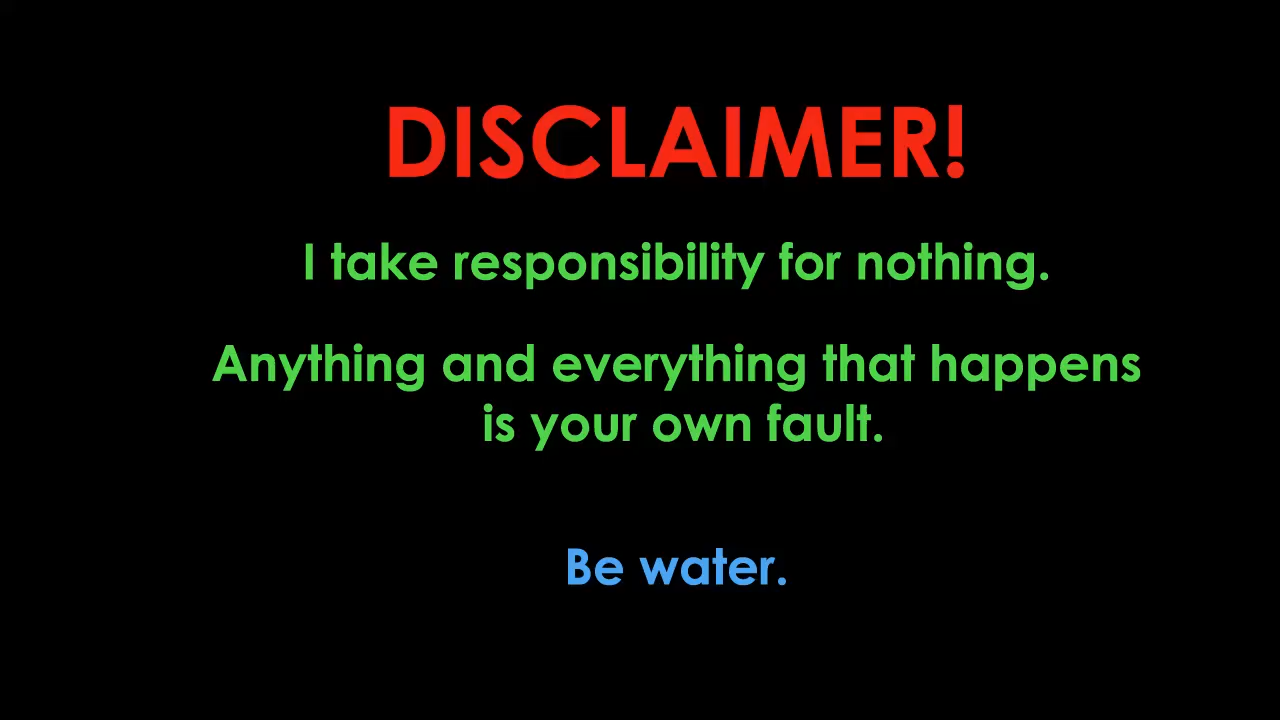 DISCLAIMER!
I take responsibility for nothing.
Anything and everything that happens
is your own fault.
Be water.